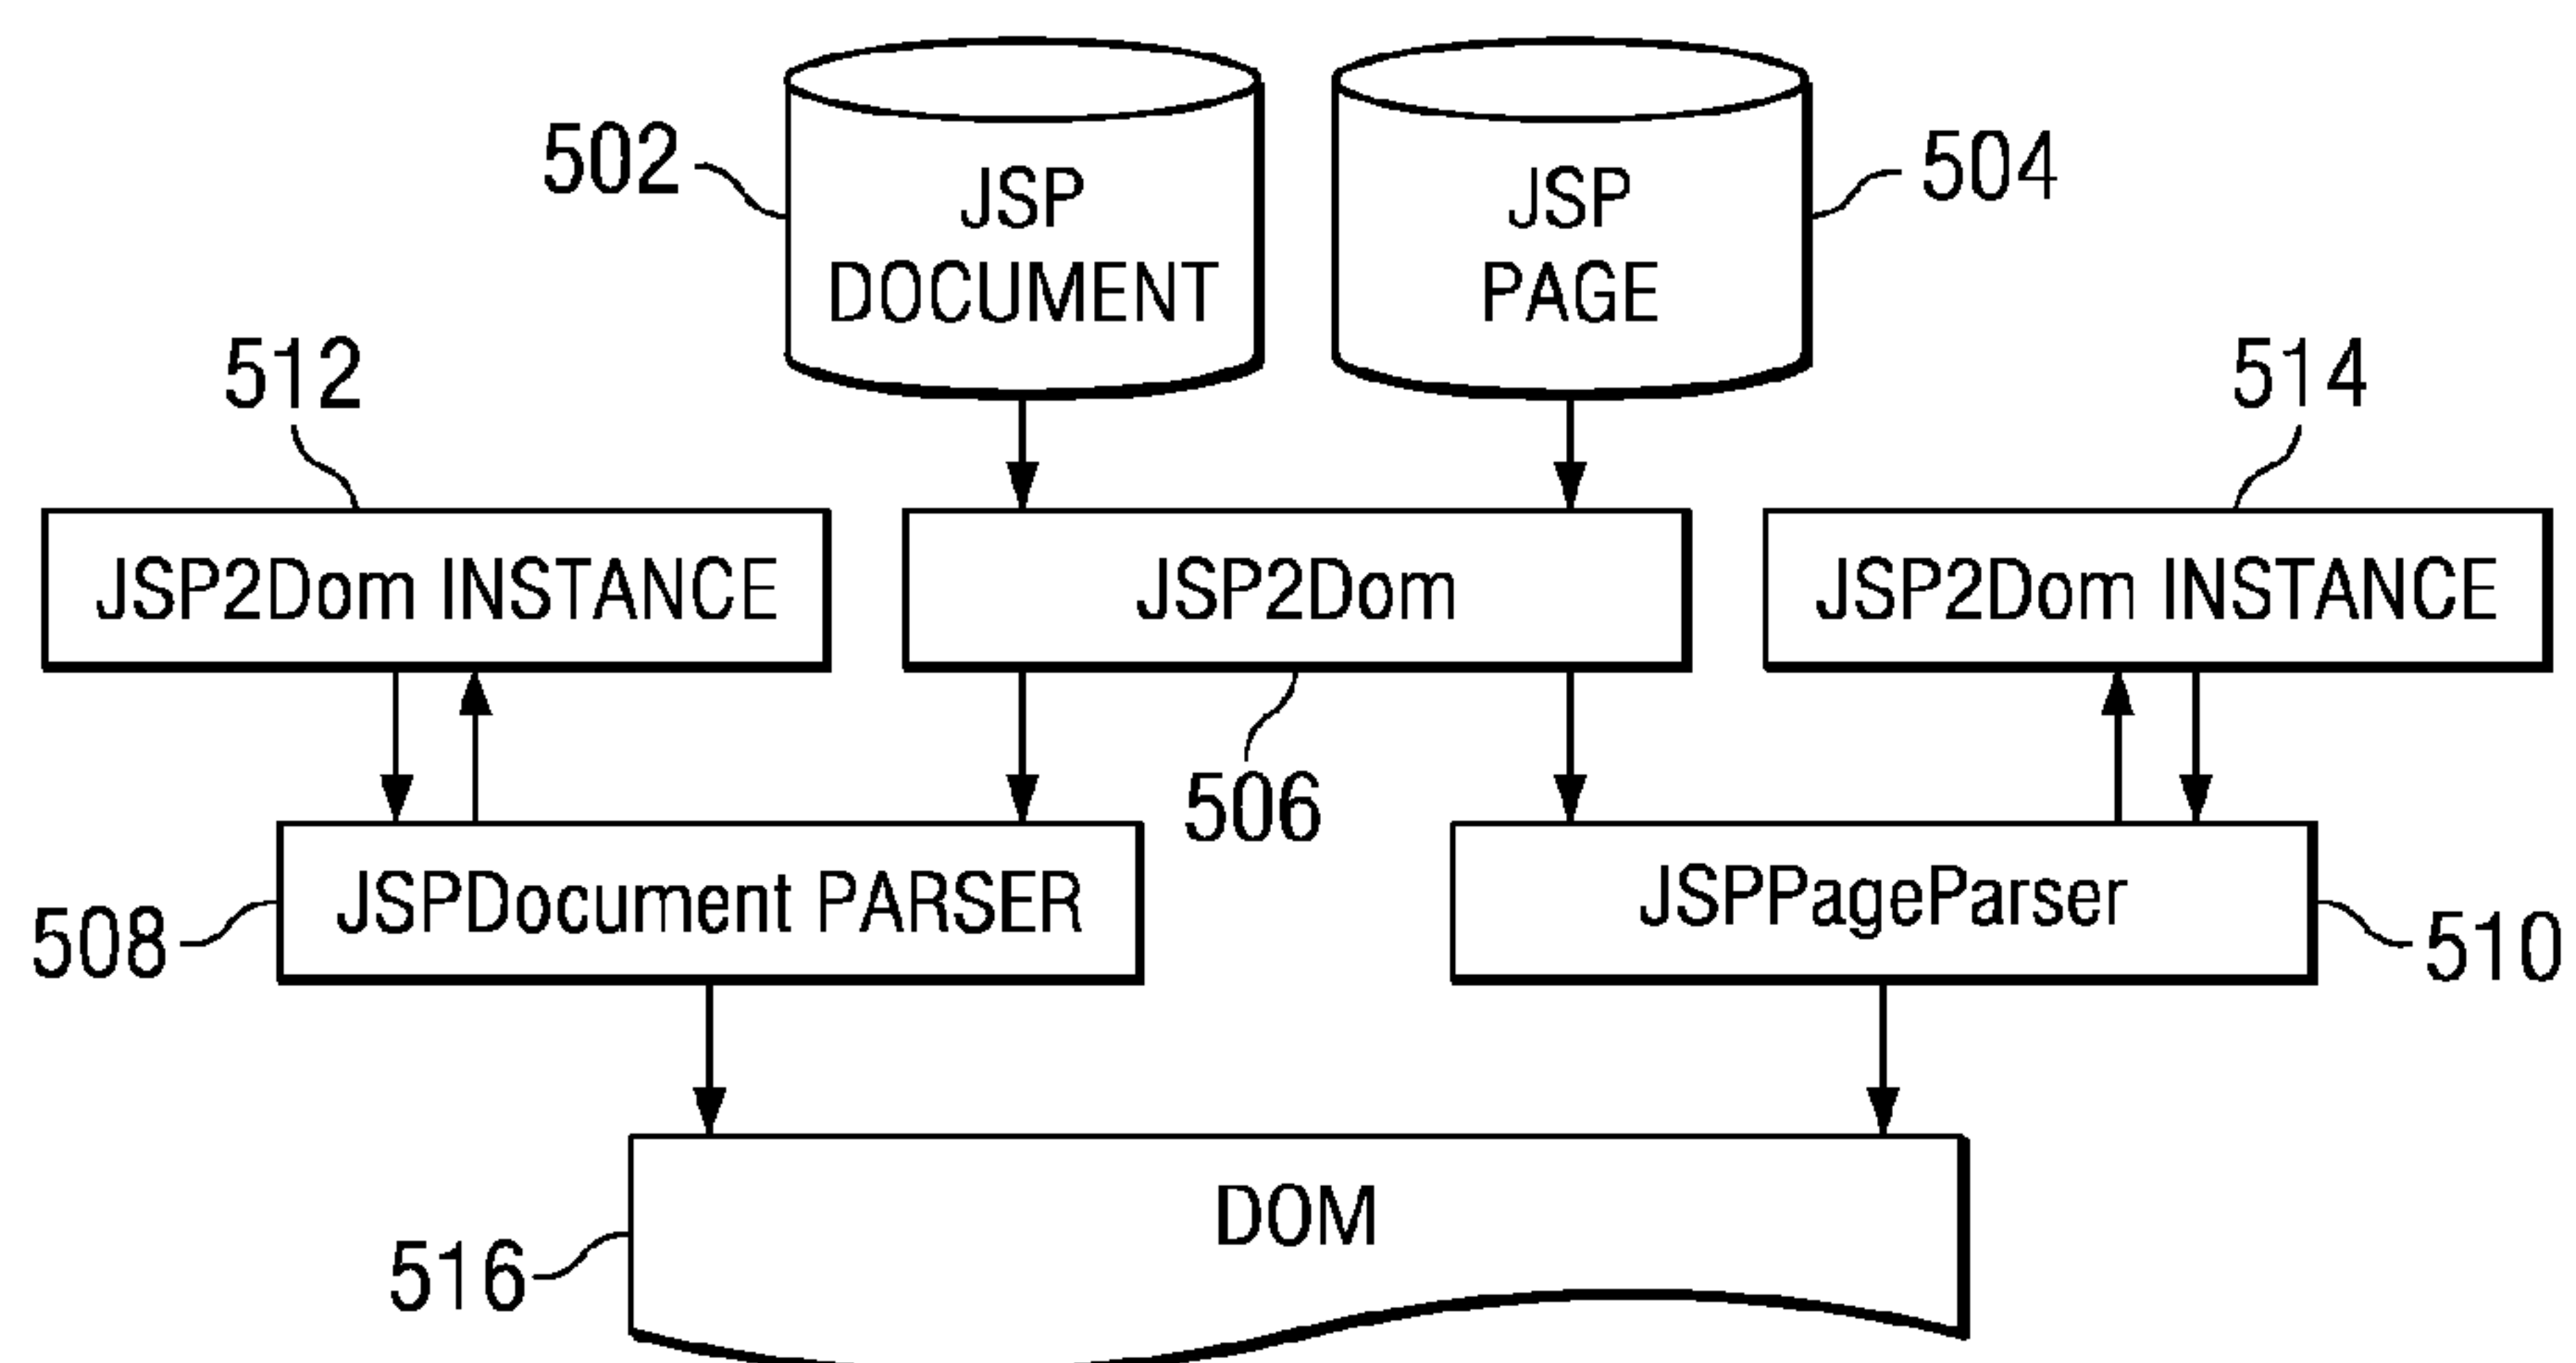 502
JSP
DOCUMENT
JSP
PAGE
504
512
514
JSP2Dom INSTANCE
JSP2Dom
JSP2Dom INSTANCE
506
508
JSPDocument PARSER
JSPPageParser
510
516
DOM